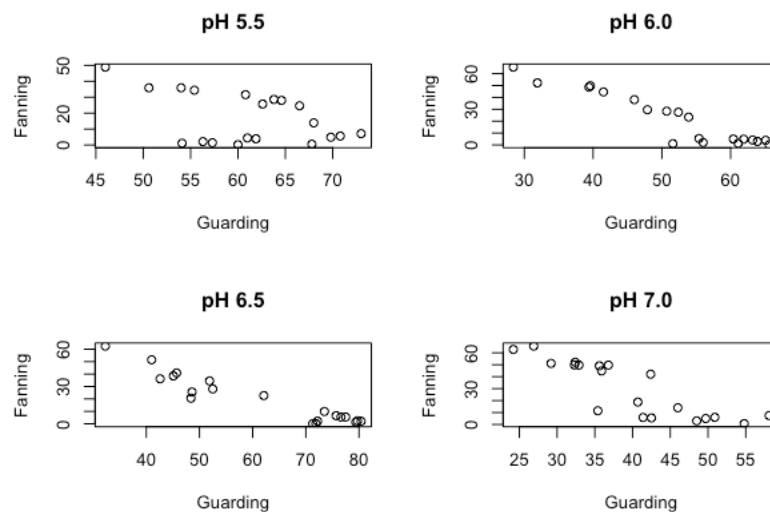 pH 5.5
Fanning
0 20 50
45 50 55 60 65 70
Guarding
pH 6.0
Fanning
0 30 60
30 40 50 60
Guarding
pH 6.5
Fanning
0 30 60
40 50 60 70 80
Guarding
pH 7.0
Fanning
0 30 60
25 30 35 40 45 50 55
Guarding